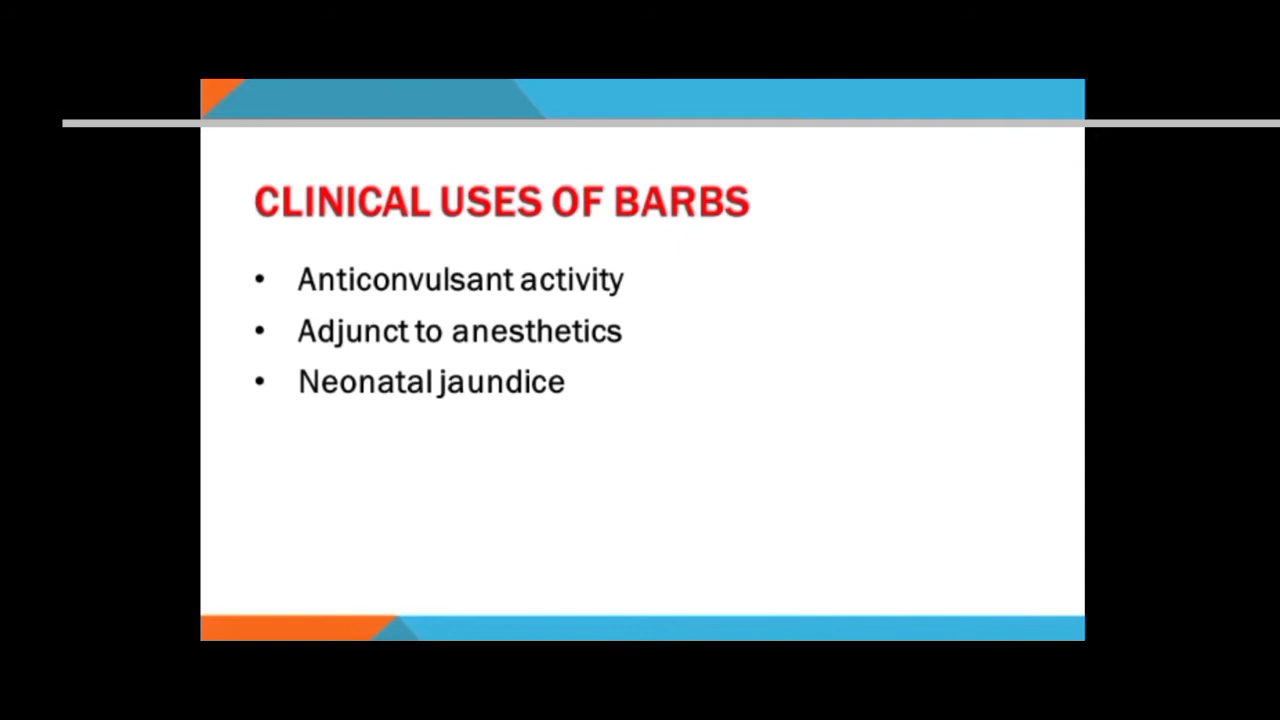 CLINICAL USES OF BARBS
• Anticonvulsant activity
• Adjunct to anesthetics
• Neonatal jaundice